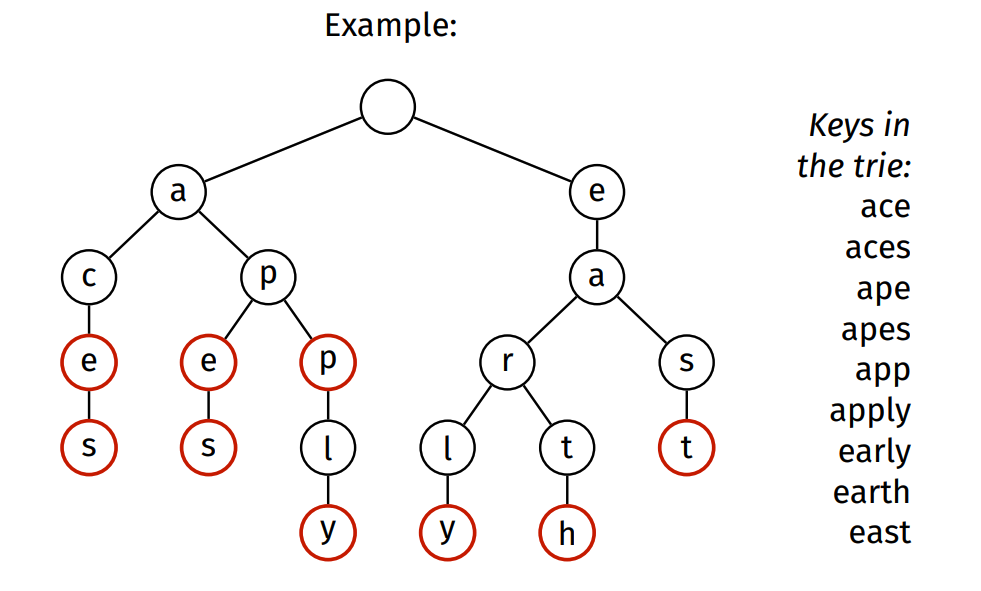 Example:
a e
c p a
e e p r s
s s l l t t
y y h
Keys in
the trie:
ace
aces
ape
apes
app
apply
early
earth
east